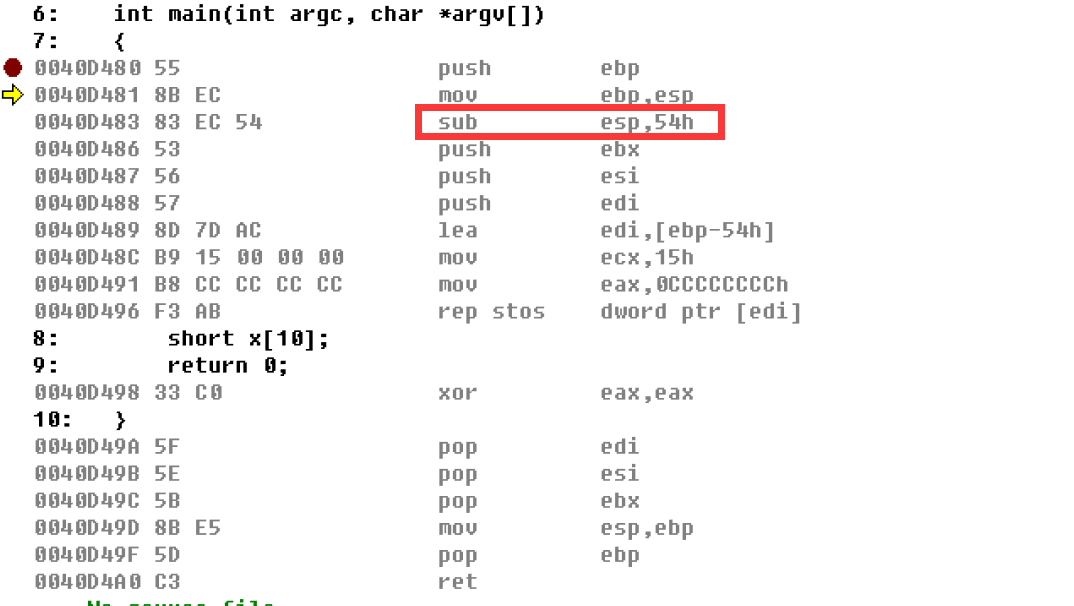 6: int main(int argc, char *argv[])
7: {
0040D480 55 push ebp
0040D481 8B EC mov ebp,esp
0040D483 83 EC 54 sub esp,54h
0040D486 53 push ebx
0040D487 56 push esi
0040D488 57 push edi
0040D489 8D 7D AC lea edi,[ebp-54h]
0040D48C B9 15 00 00 00 mov ecx,15h
0040D491 B8 CC CC CC CC mov eax,0CCCCCCCCh
0040D496 F3 AB rep stos dword ptr [edi]
8: short x[10];
9: return 0;
0040D498 33 C0 xor eax,eax
10: }
0040D49A 5F pop edi
0040D49B 5E pop esi
0040D49C 5B pop ebx
0040D49D 8B E5 mov esp,ebp
0040D49F 5D pop ebp
0040D4A0 C3 ret
No source file